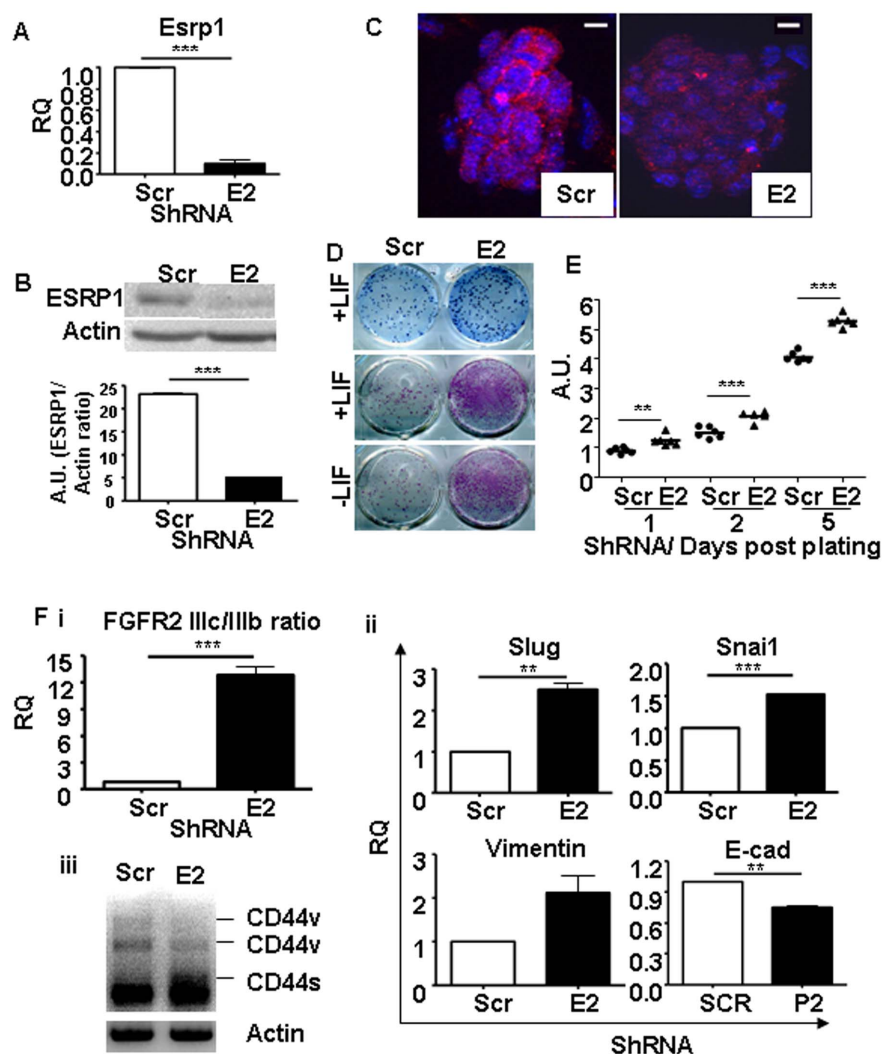 A
Esrp1
***
RQ
1.0
0.8
0.6
0.4
0.2
0.0
Scr E2
ShRNA
B
Scr E2
ESRP1
Actin
***
A.U. (ESRP1/
Actin ratio)
25
20
15
10
5
0
Scr E2
ShRNA
C
Scr
E2
D
Scr E2
+LIF
+LIF
-LIF
E
A.U.
6
5
4
3
2
1
0
**
***
***
Scr E2 Scr E2 Scr E2
1 2 5
ShRNA/ Days post plating
F i
FGFR2 IIIc/IIIb ratio
***
RQ
15
12
9
6
3
0
Scr E2
ShRNA
ii
RQ
Slug
**
3
2
1
0
Scr E2
Snai1
***
2.0
1.5
1.0
0.5
0.0
Scr E2
Vimentin
3
2
1
0
Scr E2
E-cad
**
1.2
0.9
0.6
0.3
0.0
SCR P2
ShRNA
iii
Scr E2
CD44v
CD44v
CD44s
Actin